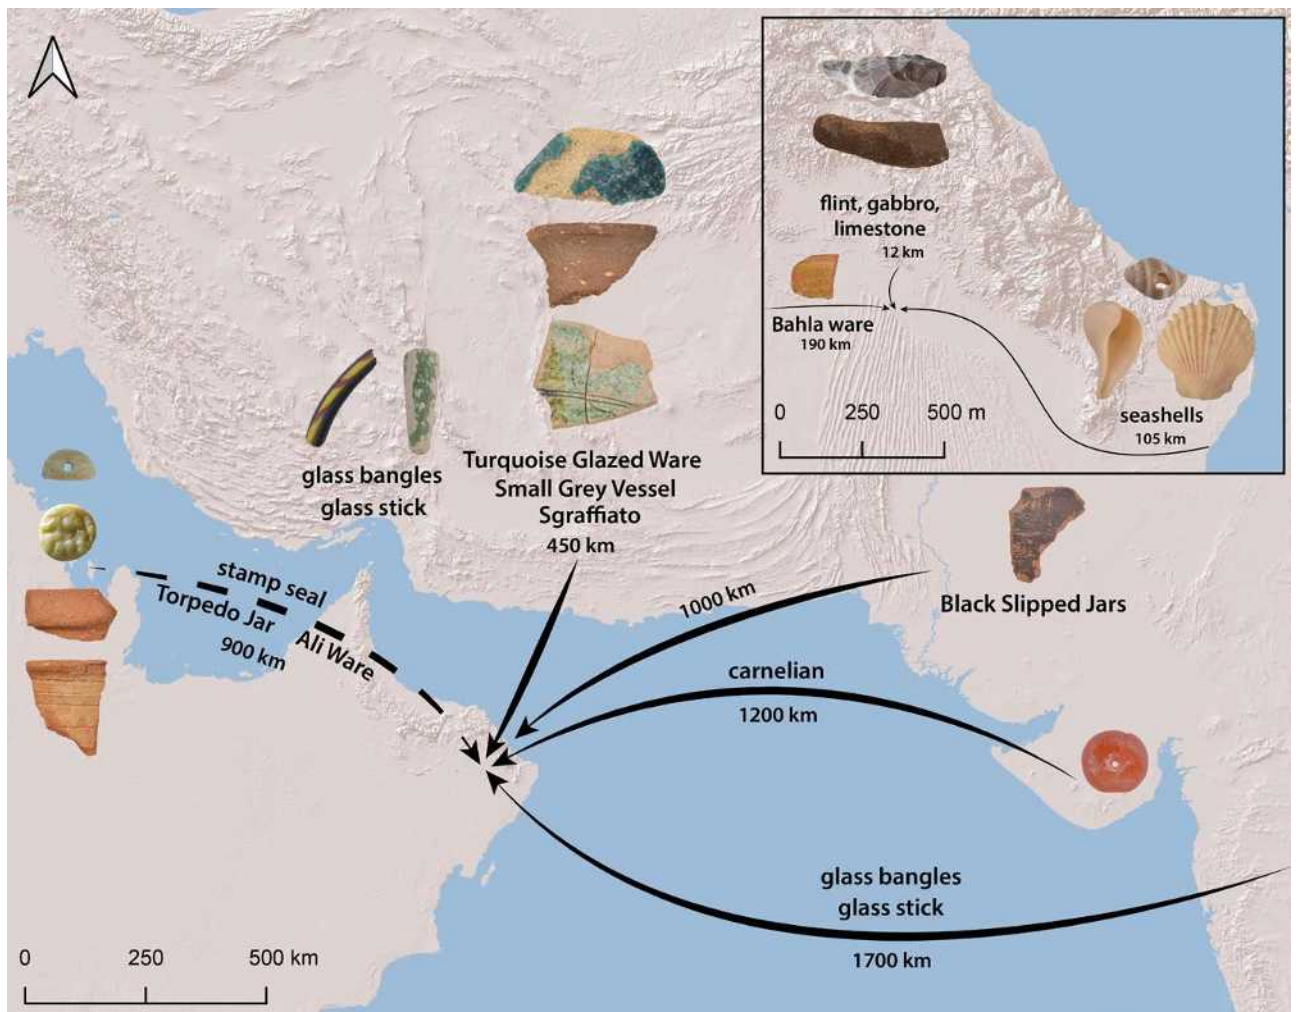 flint, gabbro,
limestone
12 km
Bahla ware
190 km
0 250 500 m
seashells
105 km
glass bangles
glass stick
Turquoise Glazed Ware
Small Grey Vessel
Sgraffiato
450 km
stamp seal
Torpedo Jar
900 km
Ali Ware
1000 km
Black Slipped Jars
carnelian
1200 km
glass bangles
glass stick
1700 km
0 250 500 km